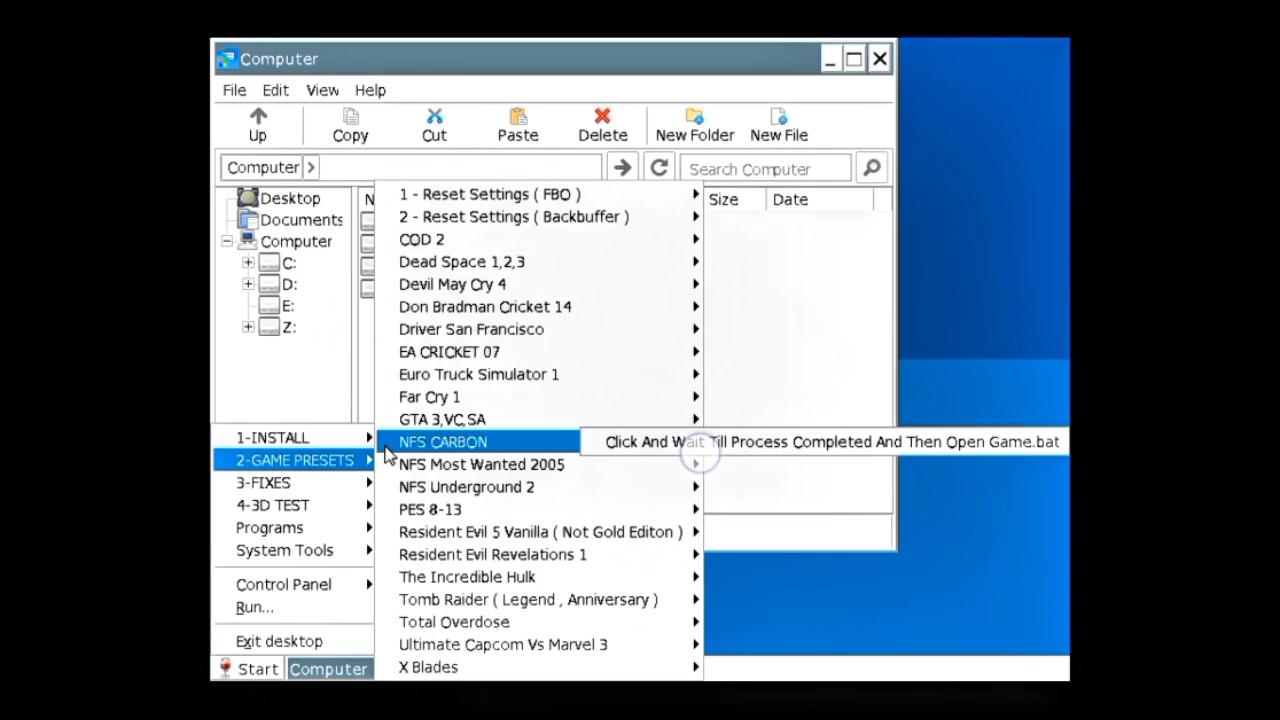 Computer
File Edit View Help
Up Copy Cut Paste Delete New Folder New File
Computer Search Computer
Desktop
Documents
Computer
C:
D:
E:
Z:
N
Size Date
1 - Reset Settings ( FBO )
2 - Reset Settings ( Backbuffer )
COD 2
Dead Space 1,2,3
Devil May Cry 4
Don Bradman Cricket 14
Driver San Francisco
EA CRICKET 07
Euro Truck Simulator 1
Far Cry 1
GTA 3,VC,SA
NFS CARBON
NFS Most Wanted 2005
NFS Underground 2
PES 8-13
Resident Evil 5 Vanilla ( Not Gold Editon )
Resident Evil Revelations 1
The Incredible Hulk
Tomb Raider ( Legend , Anniversary )
Total Overdose
Ultimate Capcom Vs Marvel 3
X Blades
Click And Wait Till Process Completed And Then Open Game.bat
1-INSTALL
2-GAME PRESETS
3-FIXES
4-3D TEST
Programs
System Tools
Control Panel
Run...
Exit desktop
Start Computer